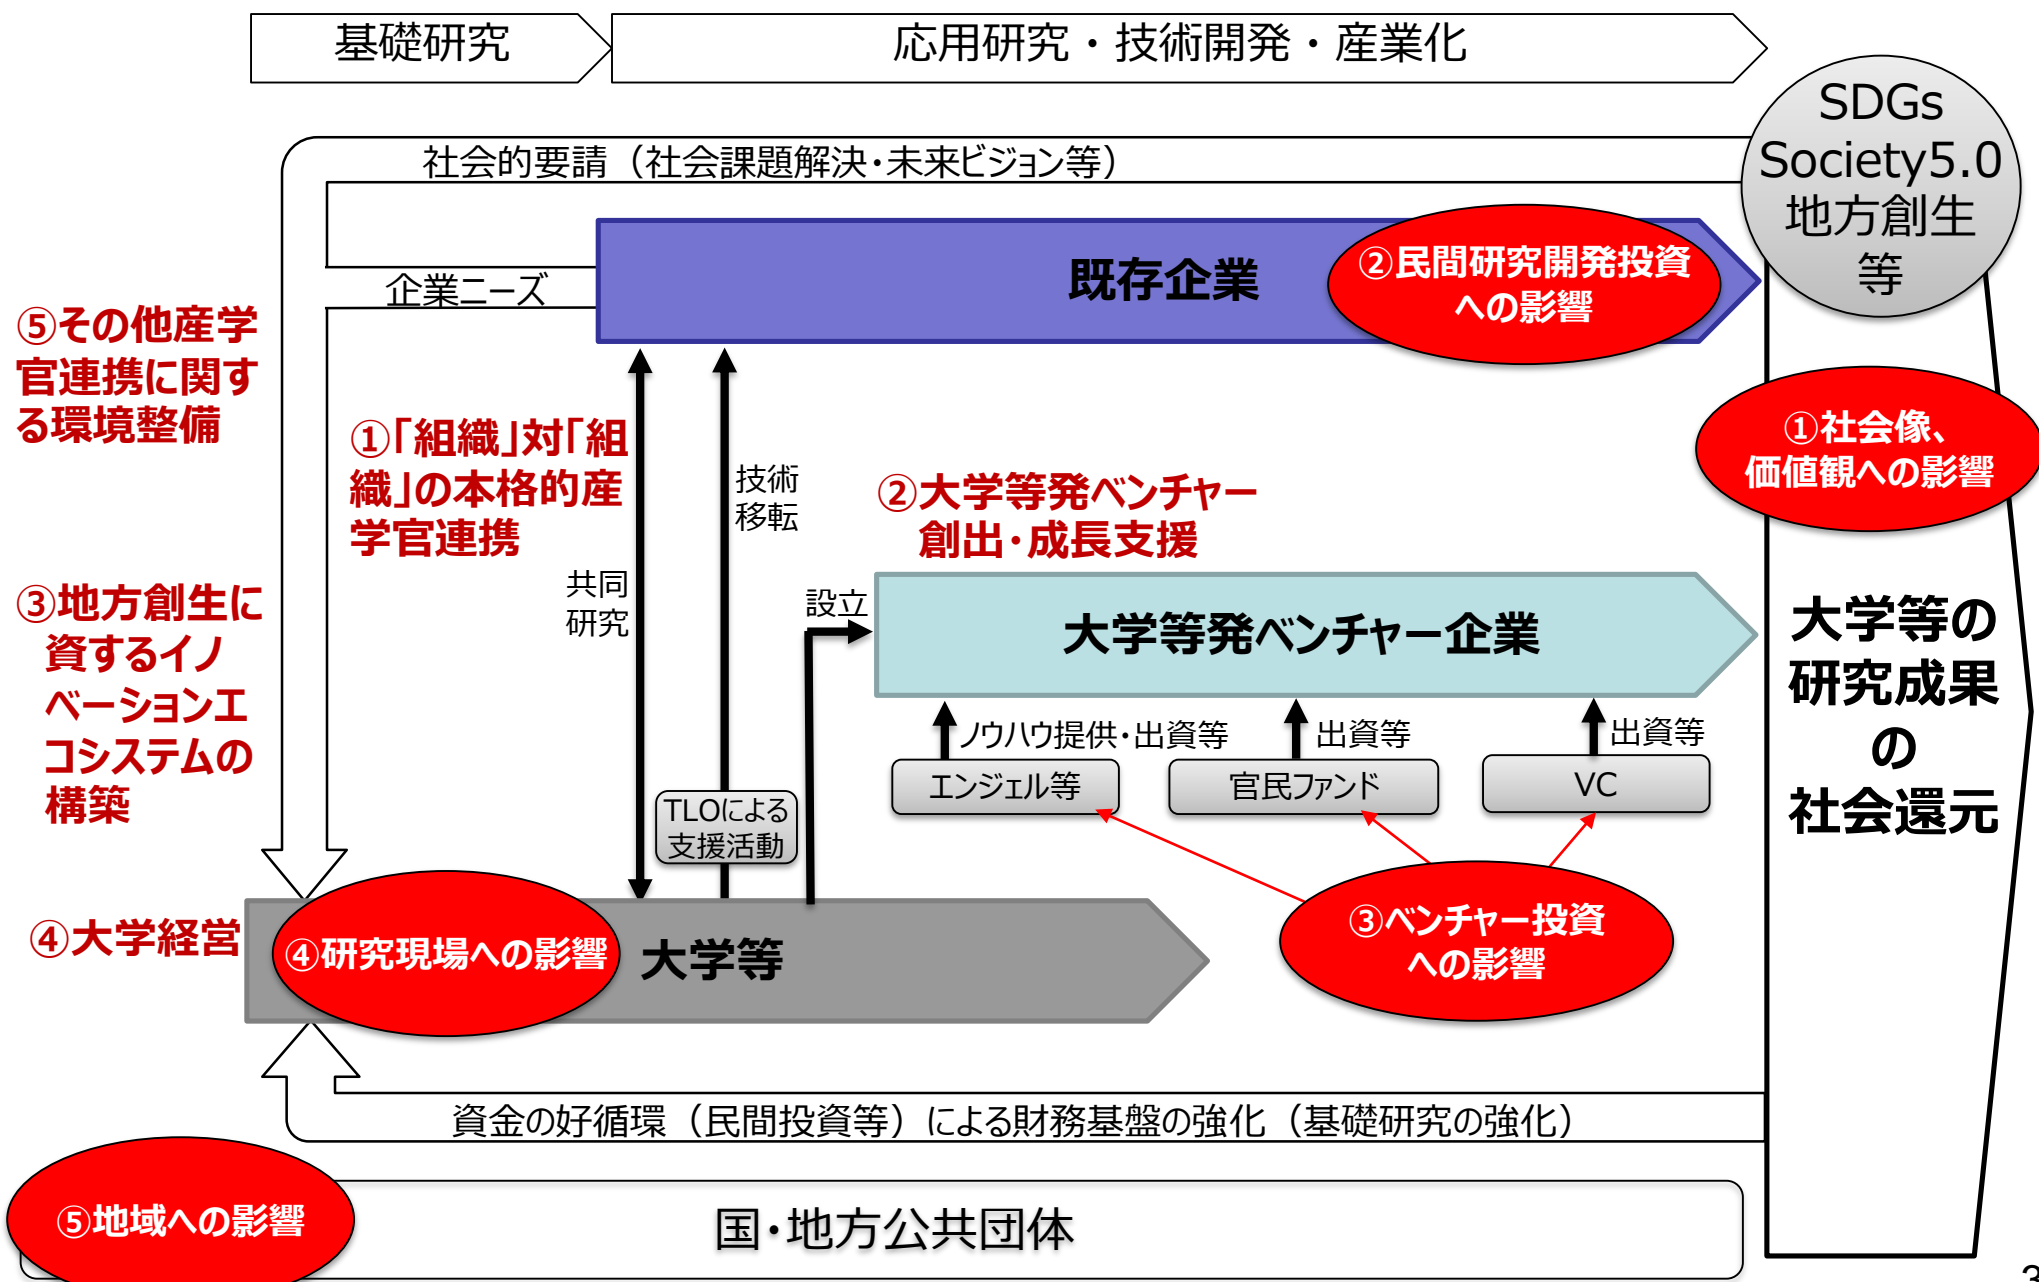 基礎研究
応用研究・技術開発・産業化
SDGs
Society5.0
地方創生
等
社会的要請（社会課題解決・未来ビジョン等）
既存企業
②民間研究開発投資
への影響
企業ニーズ
⑤その他産学
官連携に関す
る環境整備
①「組織」対「組
織」の本格的産
学官連携
技術
移転
①社会像、
価値観への影響
②大学等発ベンチャー
創出・成長支援
共同
研究
設立
大学等発ベンチャー企業
③地方創生に
資するイノ
ベーションエ
コシステムの
構築
大学等の
研究成果
の
社会還元
ノウハウ提供・出資等
出資等
出資等
エンジェル等
官民ファンド
VC
TLOによる
支援活動
④大学経営
④研究現場への影響
大学等
③ベンチャー投資
への影響
資金の好循環（民間投資等）による財務基盤の強化（基礎研究の強化）
⑤地域への影響
国・地方公共団体